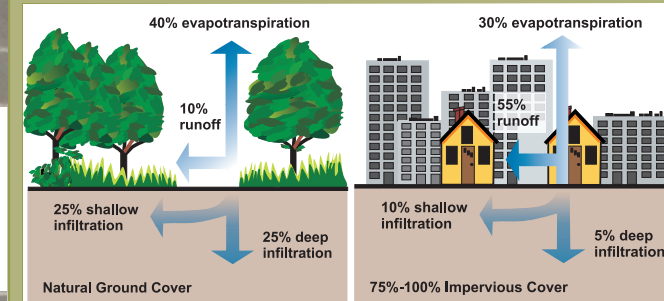 40% evapotranspiration
10%
runoff
25% shallow
infiltration
25% deep
infiltration
Natural Ground Cover
30% evapotranspiration
55%
runoff
10% shallow
infiltration
5% deep
infiltration
75%-100% Impervious Cover